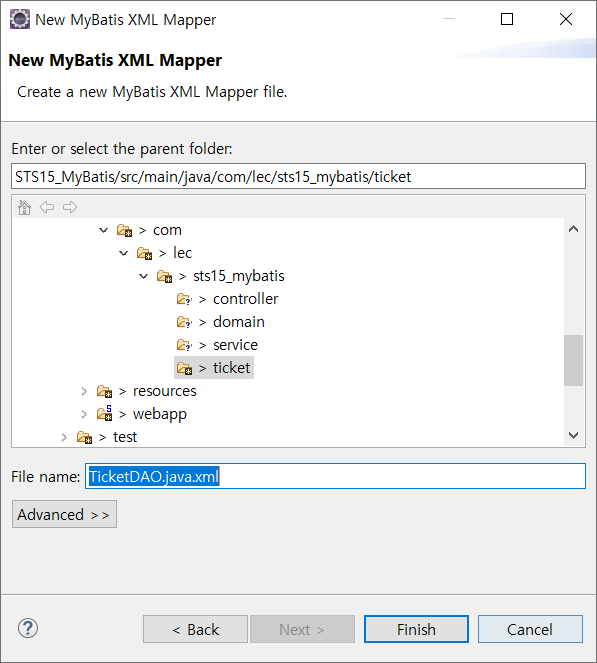 New MyBatis XML Mapper
New MyBatis XML Mapper
Create a new MyBatis XML Mapper file.
Enter or select the parent folder:
STS15_MyBatis/src/main/java/com/lec/sts15_mybatis/ticket
> com
> lec
> sts15_mybatis
> controller
> domain
> service
> ticket
> resources
> webapp
> test
File name: TicketDAO.java.xml
Advanced >>
< Back Next > Finish Cancel